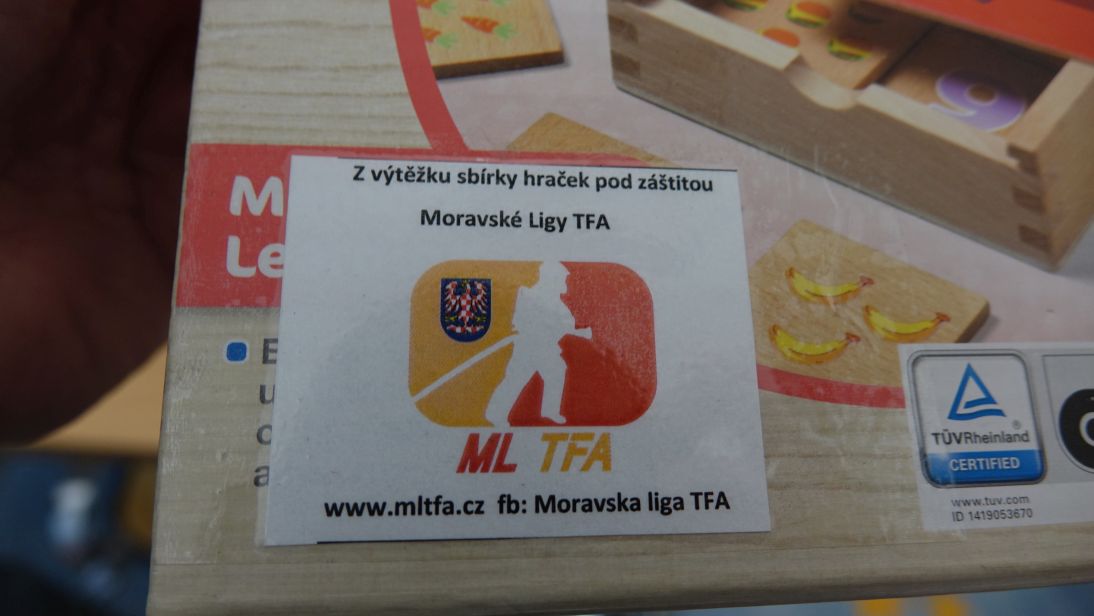 Z výtěžku sbírky hraček pod záštitou
Moravské Ligy TFA
ML TFA
www.mltfa.cz fb: Moravska liga TFA
M
Le
9
TÜVRheinland
®
CERTIFIED
www.tuv.com
ID 1419053670